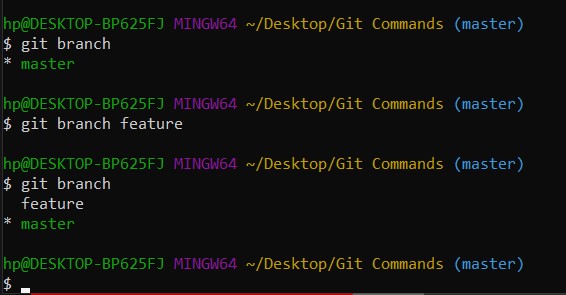 hp@DESKTOP-BP625FJ MINGW64 ~/Desktop/Git Commands (master)
$ git branch
* master
hp@DESKTOP-BP625FJ MINGW64 ~/Desktop/Git Commands (master)
$ git branch feature
hp@DESKTOP-BP625FJ MINGW64 ~/Desktop/Git Commands (master)
$ git branch
  feature
* master
hp@DESKTOP-BP625FJ MINGW64 ~/Desktop/Git Commands (master)
$